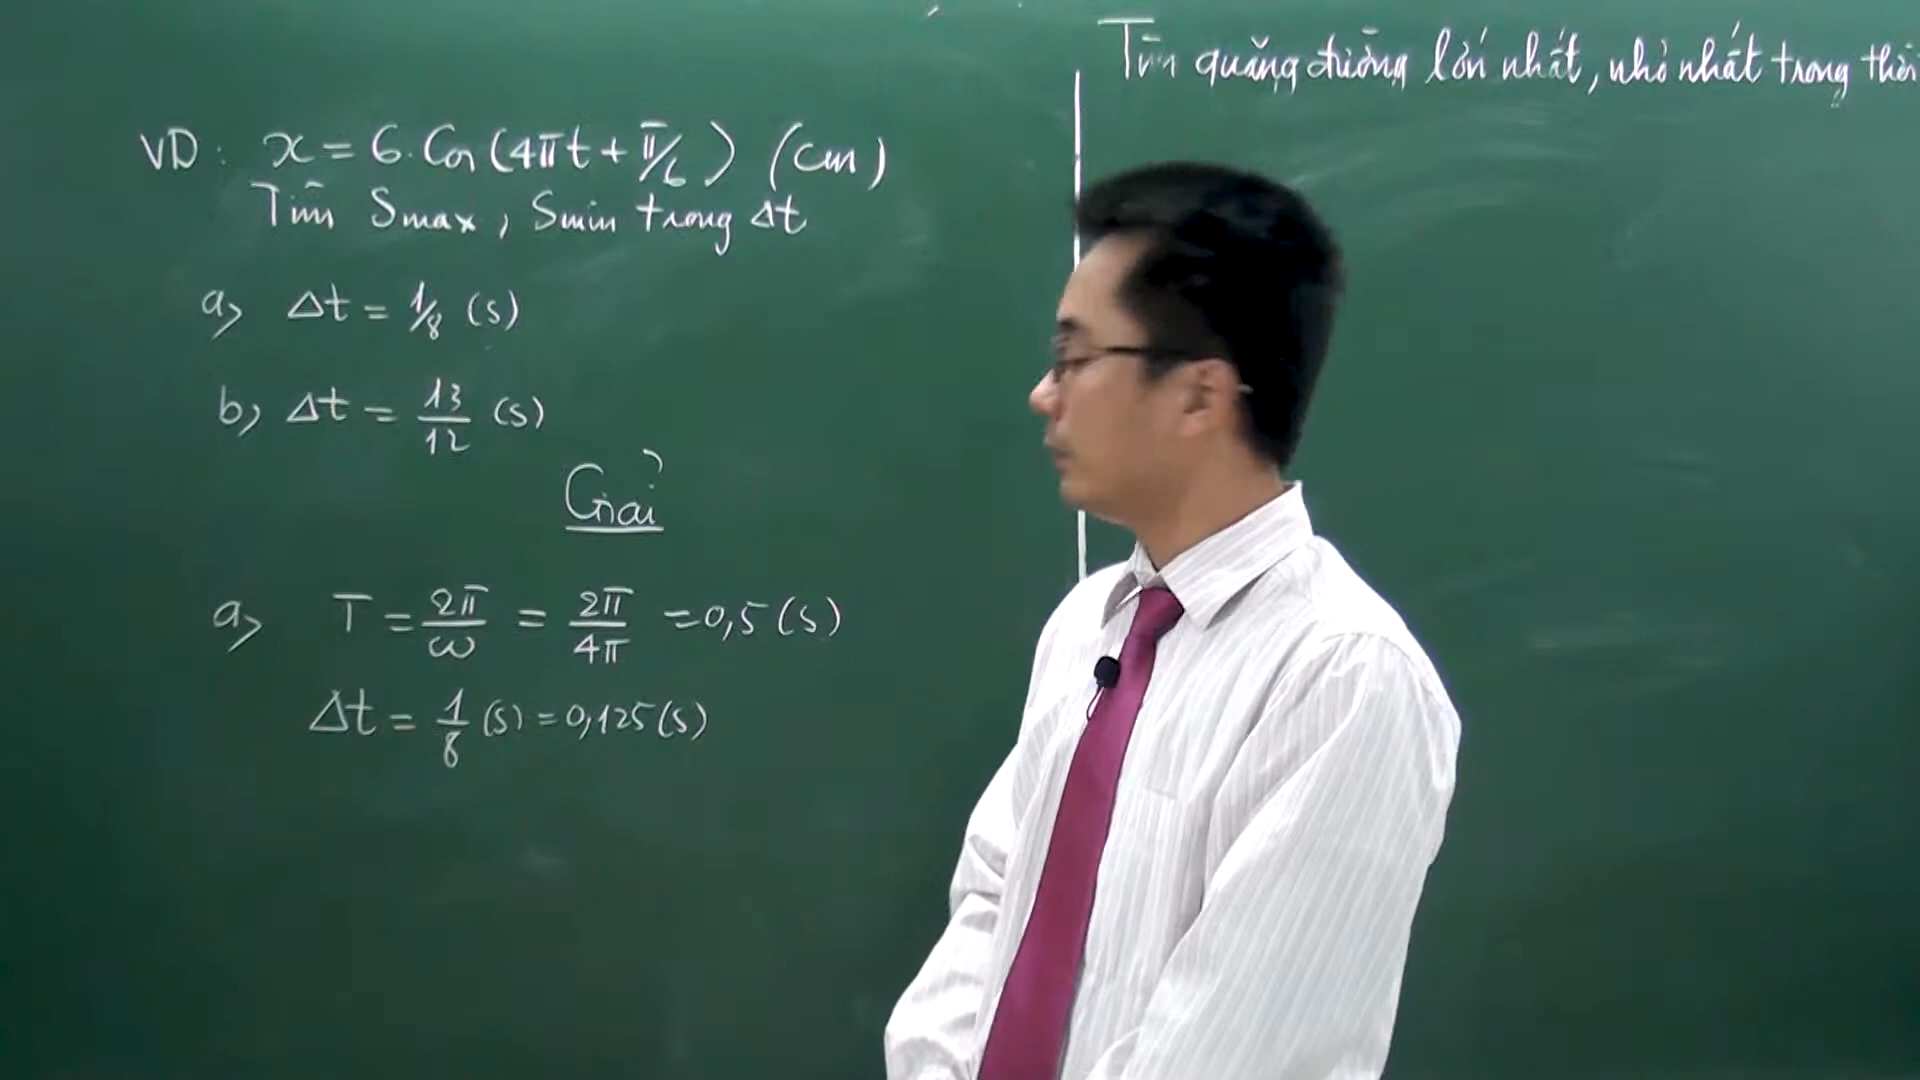 Tìm quãng đường lớn nhất, nhỏ nhất trong thời
VD : x = 6.Cos(4πt + π/6) (cm)
Tìm Smax, Smin trong Δt
a) Δt = 1/8 (s)
b) Δt = 13/12 (s)
Giải
a) T = 2π/ω = 2π/4π = 0,5 (s)
Δt = 1/8 (s) = 0,125 (s)